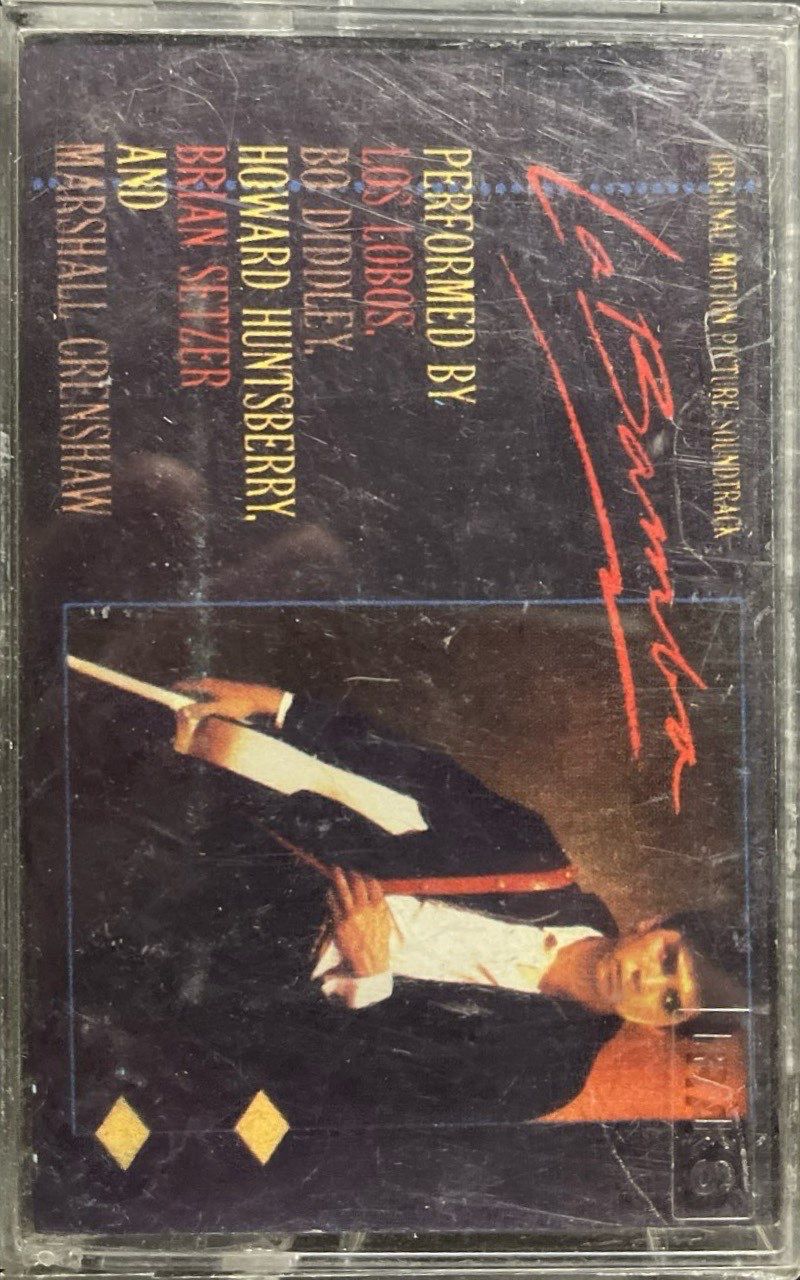 ORIGINAL MOTION PICTURE SOUNDTRACK
La Bamba
PERFORMED BY
LOS LOBOS,
BO DIDDLEY,
HOWARD HUNTSBERRY,
BRIAN SETZER
AND
MARSHALL CRENSHAW